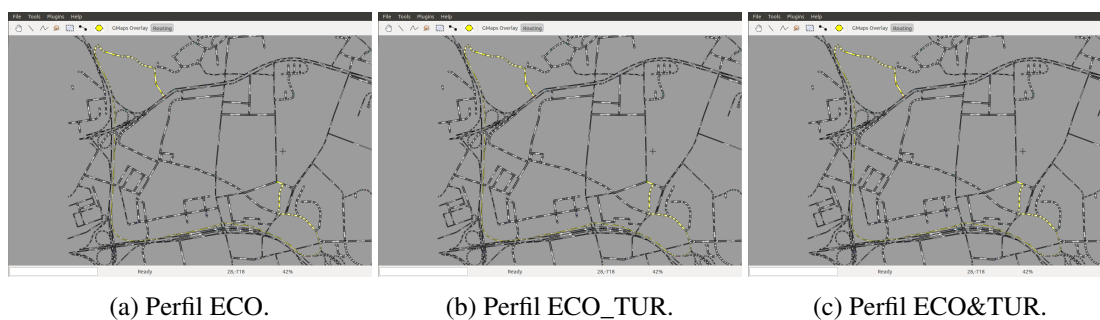 File Tools Plugins Help
GMaps Overlay Routing
Ready 28,-718 42%
(a) Perfil ECO.
File Tools Plugins Help
GMaps Overlay Routing
Ready 28,-718 42%
(b) Perfil ECO_TUR.
File Tools Plugins Help
GMaps Overlay Routing
Ready 28,-718 42%
(c) Perfil ECO&TUR.